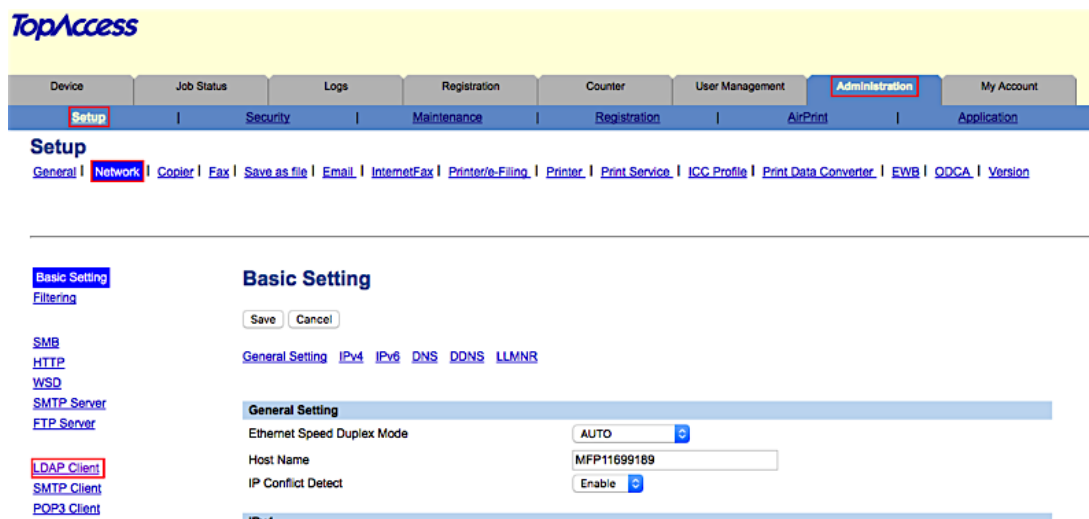 TopAccess
Device Job Status Logs Registration Counter User Management Administration My Account
Setup | Security | Maintenance | Registration | AirPrint | Application
Setup
General | Network | Copier | Fax | Save as file | Email | InternetFax | Printer/e-Filing | Printer | Print Service | ICC Profile | Print Data Converter | EWB | ODCA | Version
Basic Setting
Filtering
SMB
HTTP
WSD
SMTP Server
FTP Server
LDAP Client
SMTP Client
POP3 Client
Basic Setting
Save Cancel
General Setting IPv4 IPv6 DNS DDNS LLMNR
General Setting
Ethernet Speed Duplex Mode AUTO
Host Name MFP11699189
IP Conflict Detect Enable